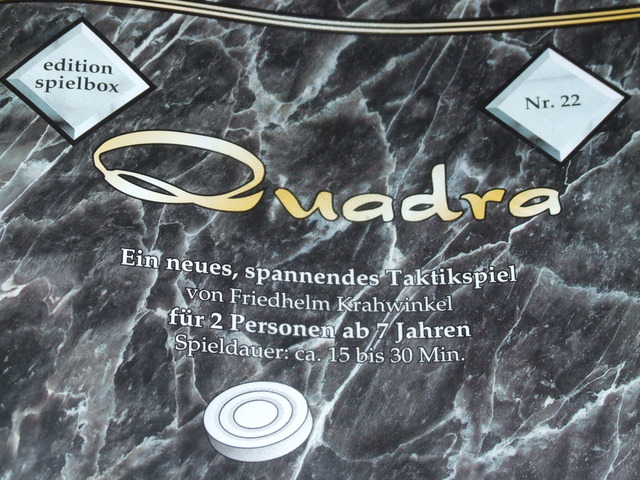 edition
spielbox
Nr. 22
Quadra
Ein neues, spannendes Taktikspiel
von Friedhelm Krahwinkel
für 2 Personen ab 7 Jahren
Spieldauer: ca. 15 bis 30 Min.